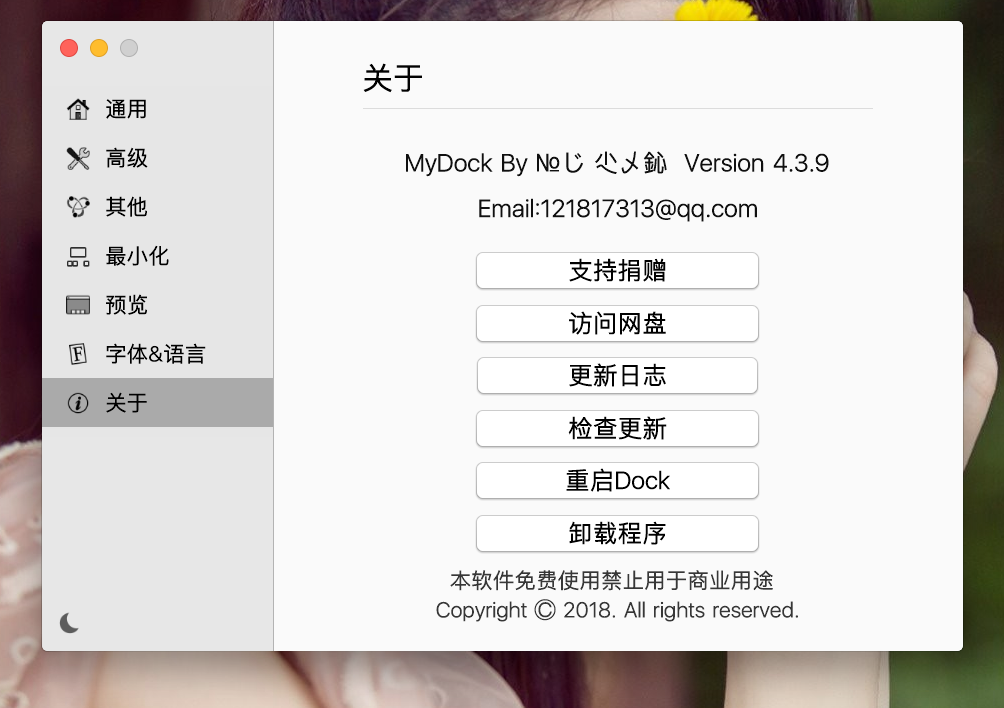 关于
通用
高级
其他
最小化
预览
字体&语言
关于
MyDock By №じ 尐メ鈊 Version 4.3.9
Email:121817313@qq.com
支持捐赠
访问网盘
更新日志
检查更新
重启Dock
卸载程序
本软件免费使用禁止用于商业用途
Copyright © 2018. All rights reserved.